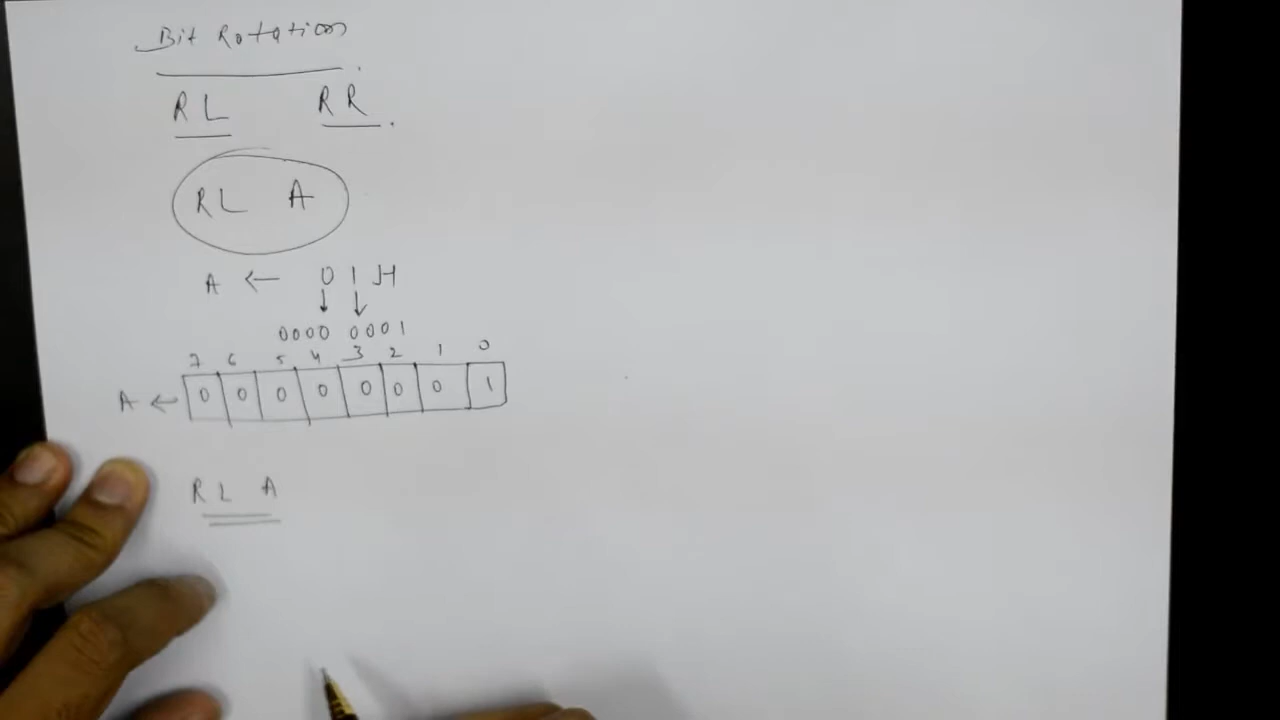 Bit Rotation
RL RR.
RL A
A ← 01H
↓ ↓
0000 0001
7 6 5 4 3 2 1 0
A ← 0 0 0 0 0 0 0 1
RL A